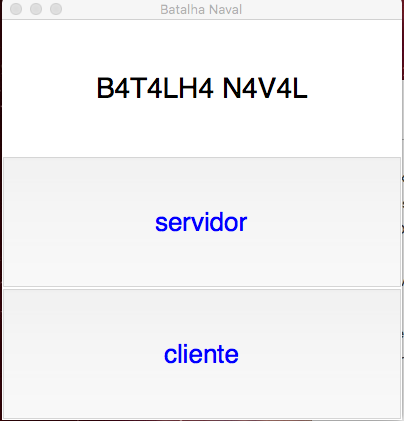 Batalha Naval
B4T4LH4 N4V4L
servidor
cliente